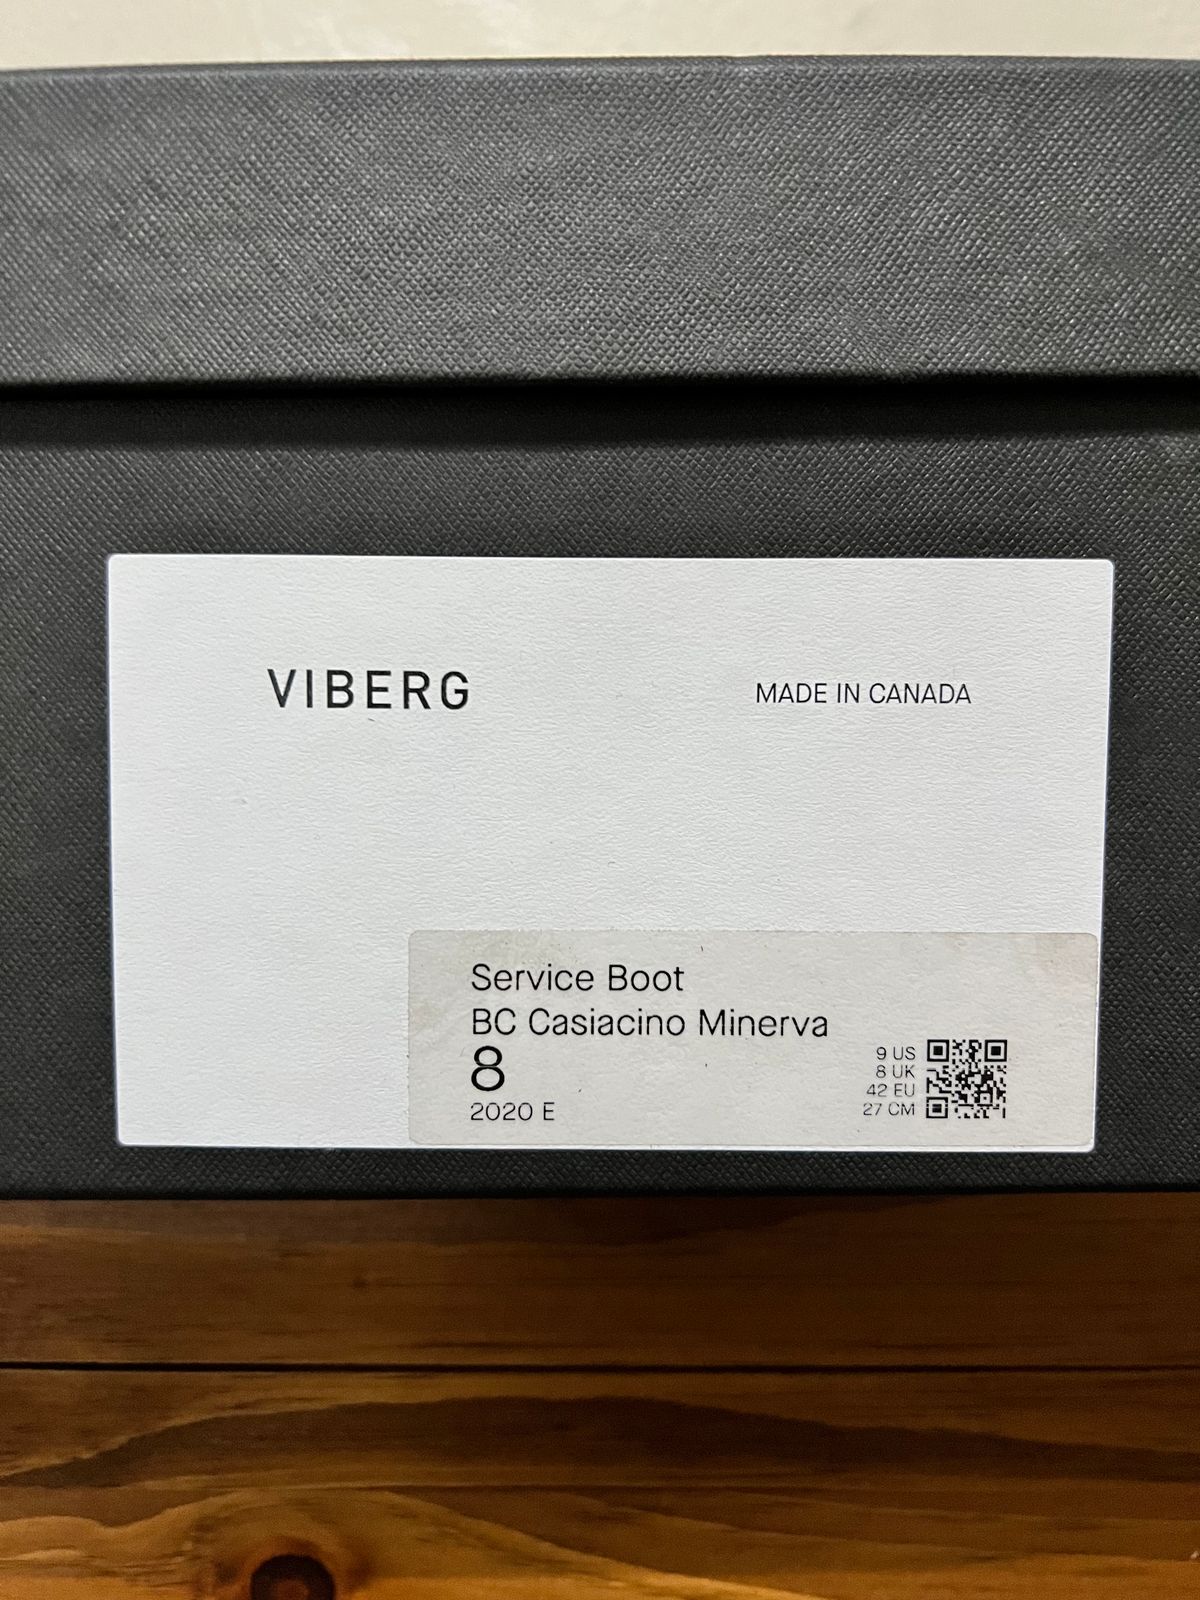 VIBERG
MADE IN CANADA
Service Boot
BC Casiacino Minerva
8
2020 E
9 US
8 UK
42 EU
27 CM